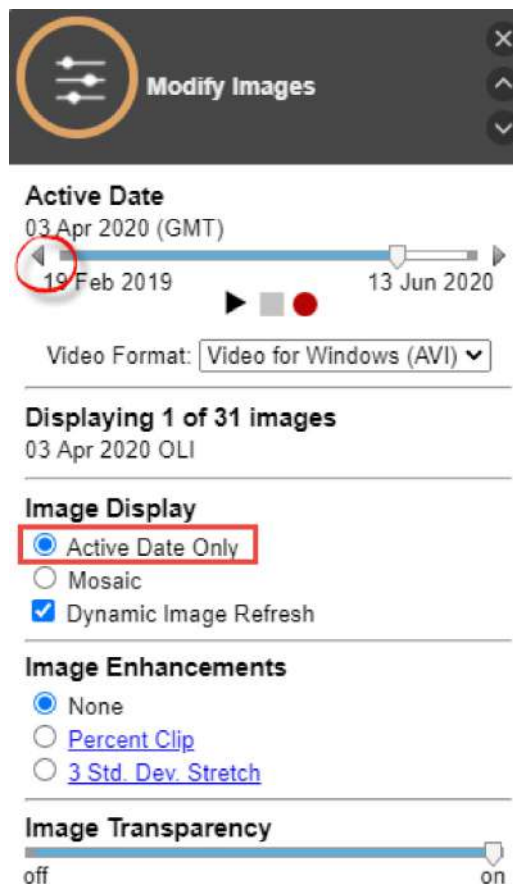 Modify Images
Active Date
03 Apr 2020 (GMT)
19 Feb 2019 13 Jun 2020
Video Format: Video for Windows (AVI)
Displaying 1 of 31 images
03 Apr 2020 OLI
Image Display
Active Date Only
Mosaic
Dynamic Image Refresh
Image Enhancements
None
Percent Clip
3 Std. Dev. Stretch
Image Transparency
off on